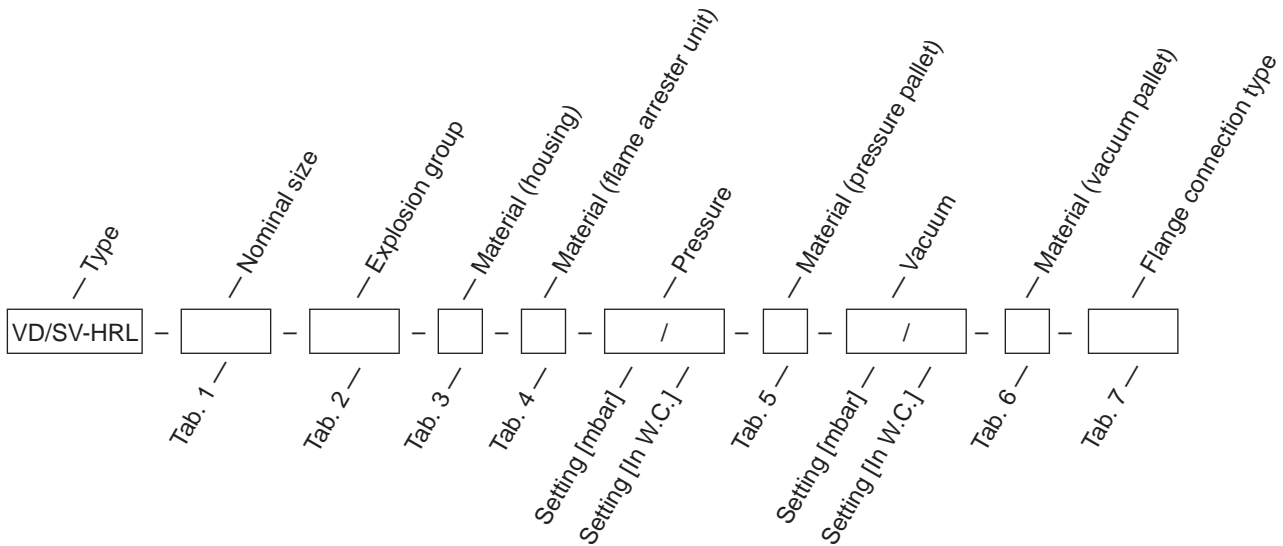 Type
Nominal size
Explosion group
Material (housing)
Material (flame arrester unit)
Pressure
Material (pressure pallet)
Vacuum
Material (vacuum pallet)
Flange connection type
VD/SV-HRL – – – – – / – – / – –
Tab. 1
Tab. 2
Tab. 3
Tab. 4
Setting [mbar]
Setting [In W.C.]
Tab. 5
Setting [mbar]
Setting [In W.C.]
Tab. 6
Tab. 7